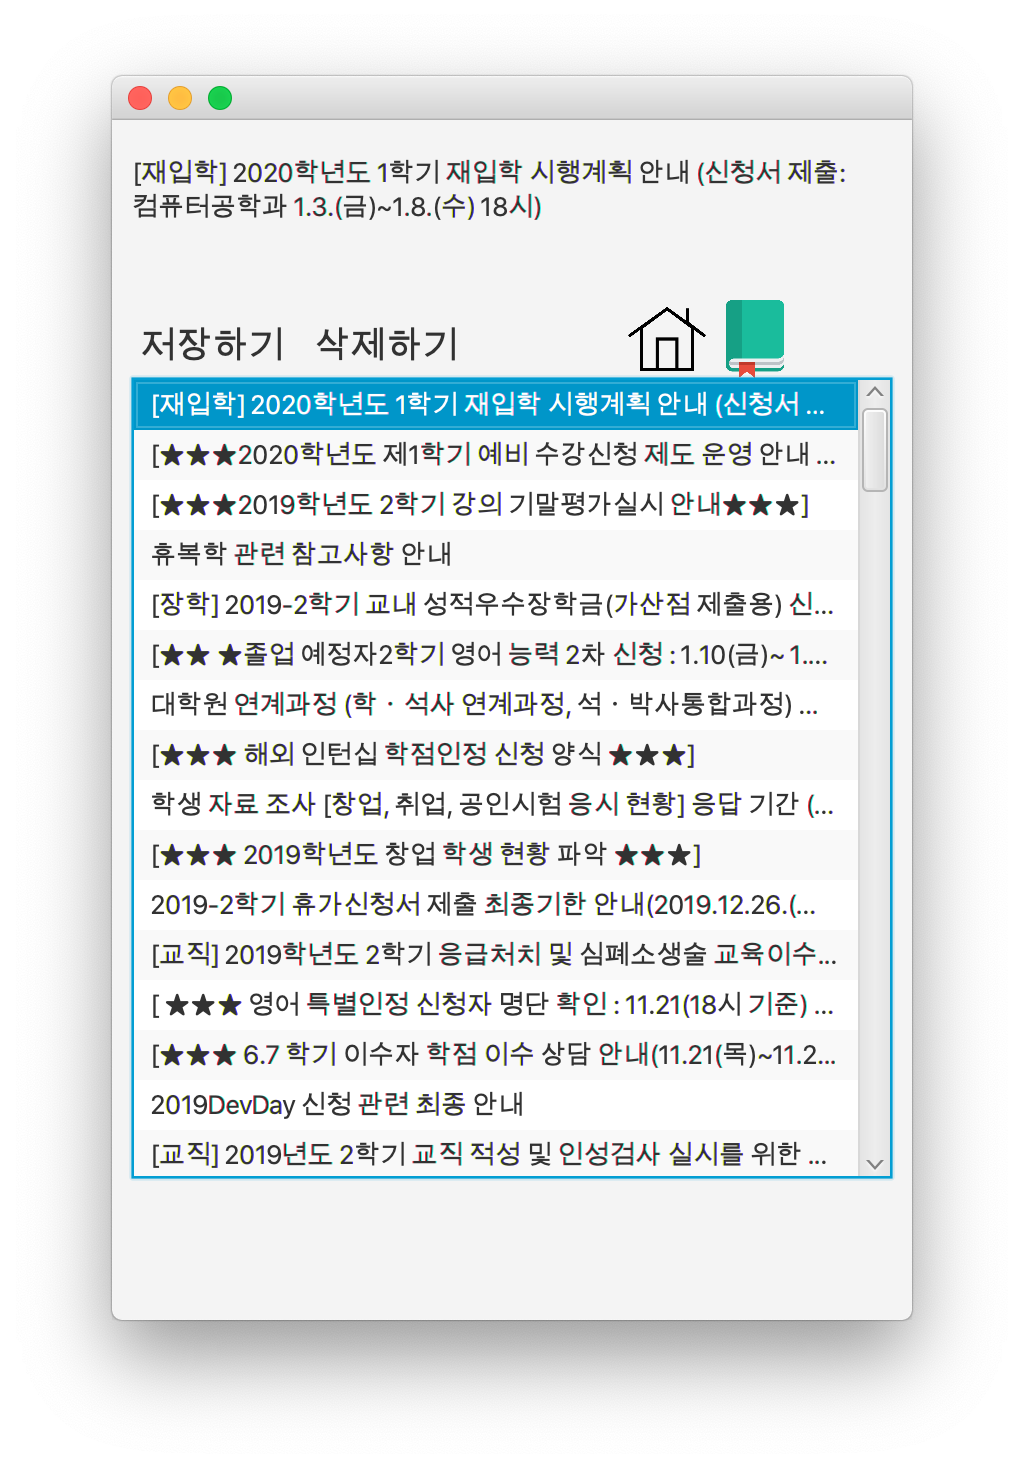 [재입학] 2020학년도 1학기 재입학 시행계획 안내 (신청서 제출:
컴퓨터공학과 1.3.(금)~1.8.(수) 18시)
저장하기 삭제하기
[재입학] 2020학년도 1학기 재입학 시행계획 안내 (신청서 ...
[★★★2020학년도 제1학기 예비 수강신청 제도 운영 안내 ...
[★★★2019학년도 2학기 강의 기말평가실시 안내★★★]
휴복학 관련 참고사항 안내
[장학] 2019-2학기 교내 성적우수장학금(가산점 제출용) 신...
[★★ ★졸업 예정자2학기 영어 능력 2차 신청 : 1.10(금)~ 1....
대학원 연계과정 (학 · 석사 연계과정, 석 · 박사통합과정) ...
[★★★ 해외 인턴십 학점인정 신청 양식 ★★★]
학생 자료 조사 [창업, 취업, 공인시험 응시 현황] 응답 기간 (...
[★★★ 2019학년도 창업 학생 현황 파악 ★★★]
2019-2학기 휴가신청서 제출 최종기한 안내(2019.12.26.(...
[교직] 2019학년도 2학기 응급처치 및 심폐소생술 교육이수...
[ ★★★ 영어 특별인정 신청자 명단 확인 : 11.21(18시 기준) ...
[★★★ 6.7 학기 이수자 학점 이수 상담 안내(11.21(목)~11.2...
2019DevDay 신청 관련 최종 안내
[교직] 2019년도 2학기 교직 적성 및 인성검사 실시를 위한 ...